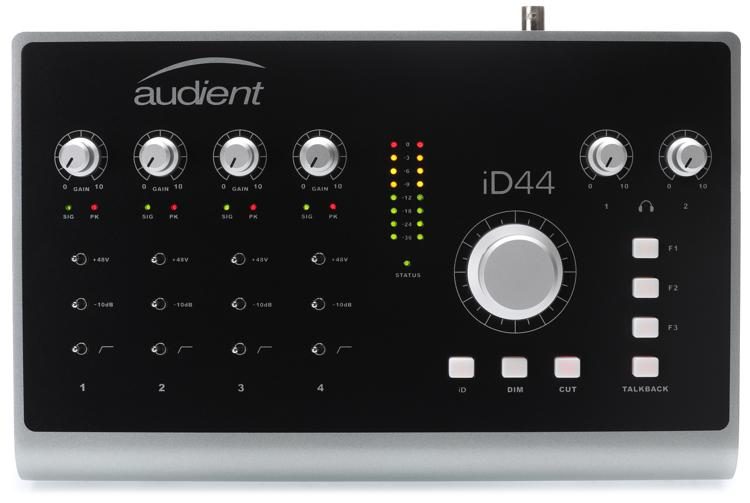 audient
0 GAIN 10
0 GAIN 10
0 GAIN 10
0 GAIN 10
SIG PK
SIG PK
SIG PK
SIG PK
+48V
+48V
+48V
+48V
-10dB
-10dB
-10dB
-10dB
1
2
3
4
0
-3
-6
-9
-12
-18
-24
-36
STATUS
iD44
iD
DIM
CUT
0 10
0 10
1
2
F1
F2
F3
TALKBACK